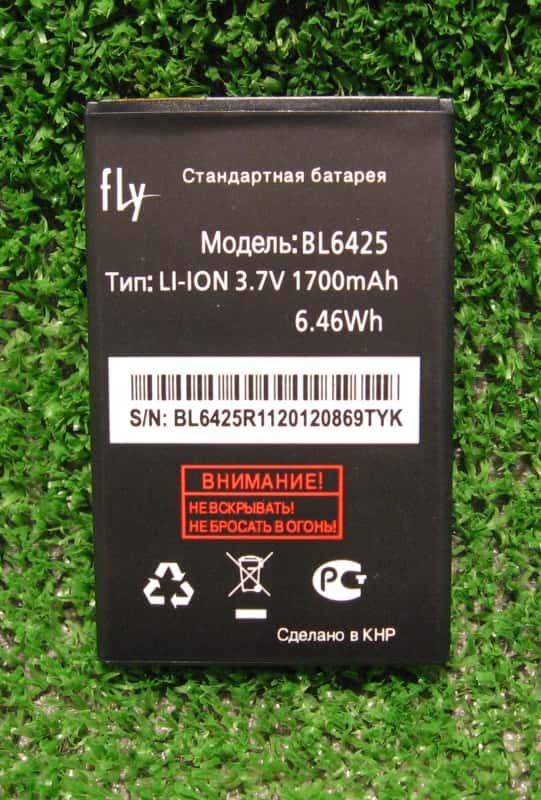 fly
Стандартная батарея
Модель: BL6425
Тип: LI-ION 3.7V 1700mAh
6.46Wh
S/N: BL6425R1120120869TYK
ВНИМАНИЕ!
НЕ ВСКРЫВАТЬ!
НЕ БРОСАТЬ В ОГОНЬ!
РСТ
Сделано в КНР